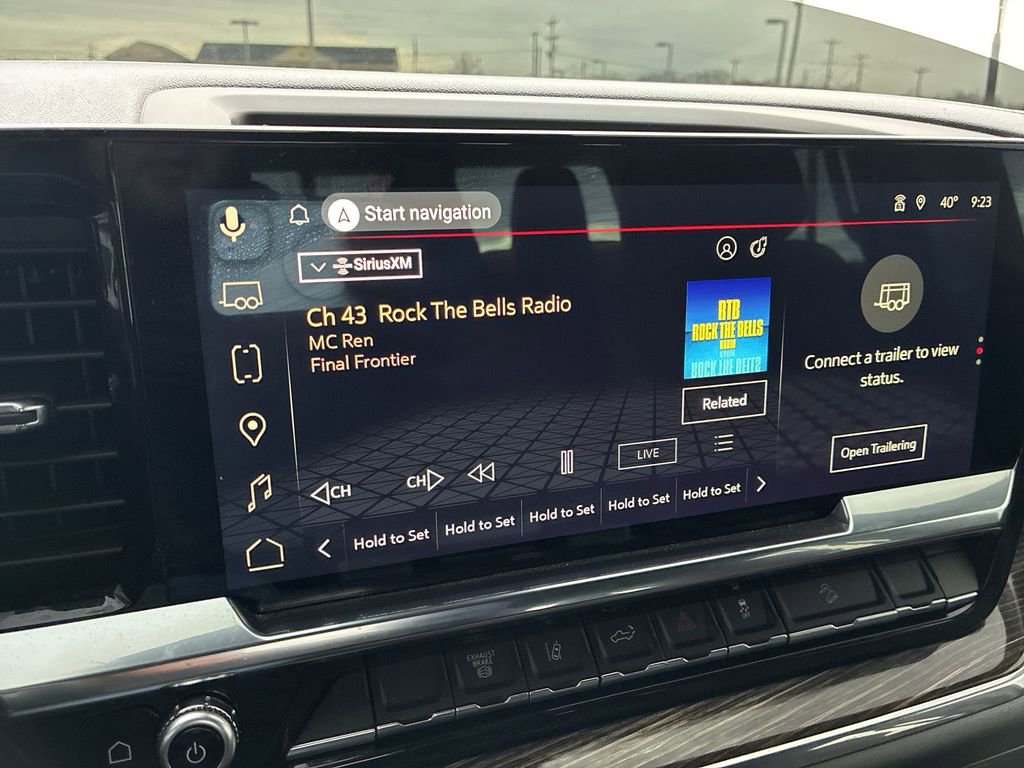 Start navigation
40° 9:23
SiriusXM
Ch 43 Rock The Bells Radio
MC Ren
Final Frontier
RTB
ROCK THE BELLS
RADIO
Related
Connect a trailer to view
status.
Open Trailering
CH
CH
LIVE
Hold to Set
Hold to Set
Hold to Set
Hold to Set
Hold to Set
EXHAUST
BRAKE
OFF